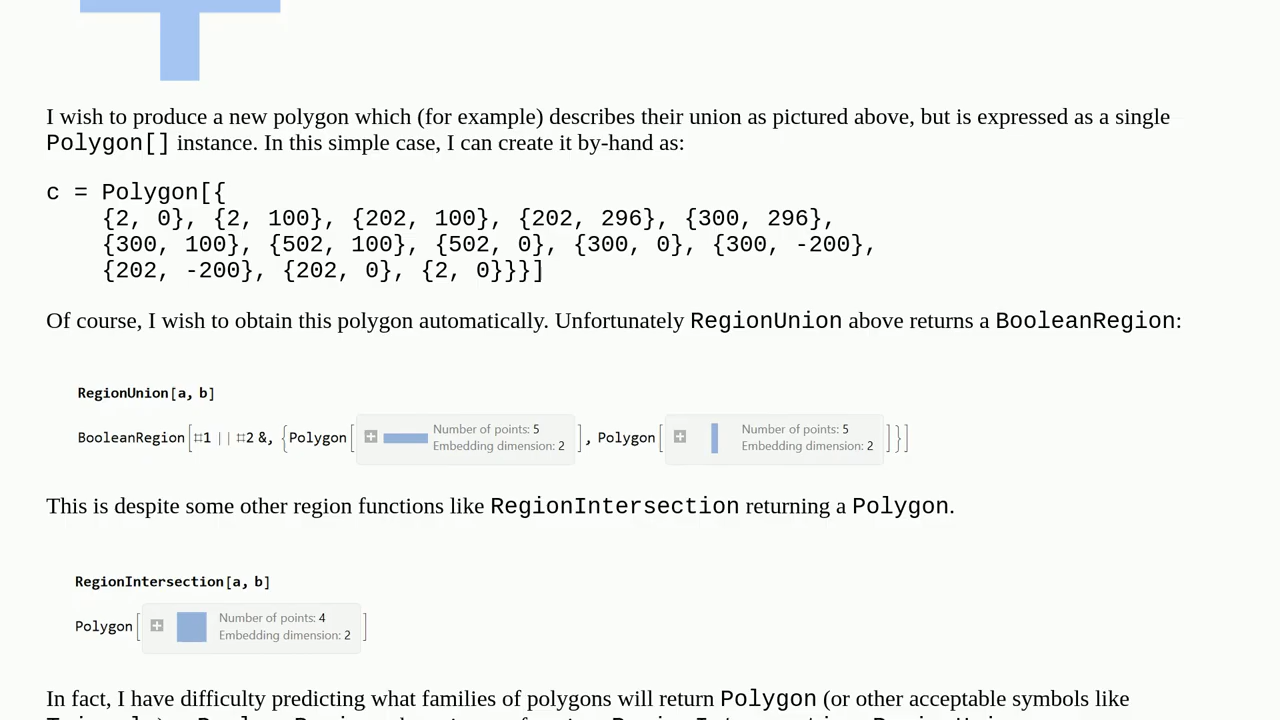 I wish to produce a new polygon which (for example) describes their union as pictured above, but is expressed as a single
Polygon[] instance. In this simple case, I can create it by-hand as:
c = Polygon[{
{2, 0}, {2, 100}, {202, 100}, {202, 296}, {300, 296},
{300, 100}, {502, 100}, {502, 0}, {300, 0}, {300, -200},
{202, -200}, {202, 0}, {2, 0}}}]
Of course, I wish to obtain this polygon automatically. Unfortunately RegionUnion above returns a BooleanRegion:
RegionUnion[a, b]
BooleanRegion[#1 || #2 &, {Polygon[Number of points: 5 Embedding dimension: 2], Polygon[Number of points: 5 Embedding dimension: 2]}]
This is despite some other region functions like RegionIntersection returning a Polygon.
RegionIntersection[a, b]
Polygon[Number of points: 4 Embedding dimension: 2]
In fact, I have difficulty predicting what families of polygons will return Polygon (or other acceptable symbols like